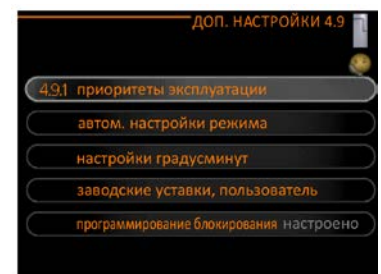 ДОП. НАСТРОЙКИ 4.9
4.9.1 приоритеты эксплуатации
автом. настройки режима
настройки градусминут
заводские уставки, пользователь
программирование блокирования настроено